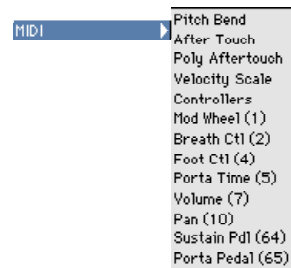 MIDI
Pitch Bend
After Touch
Poly Aftertouch
Velocity Scale
Controllers
Mod Wheel (1)
Breath Ctl (2)
Foot Ctl (4)
Porta Time (5)
Volume (7)
Pan (10)
Sustain Pdl (64)
Porta Pedal (65)